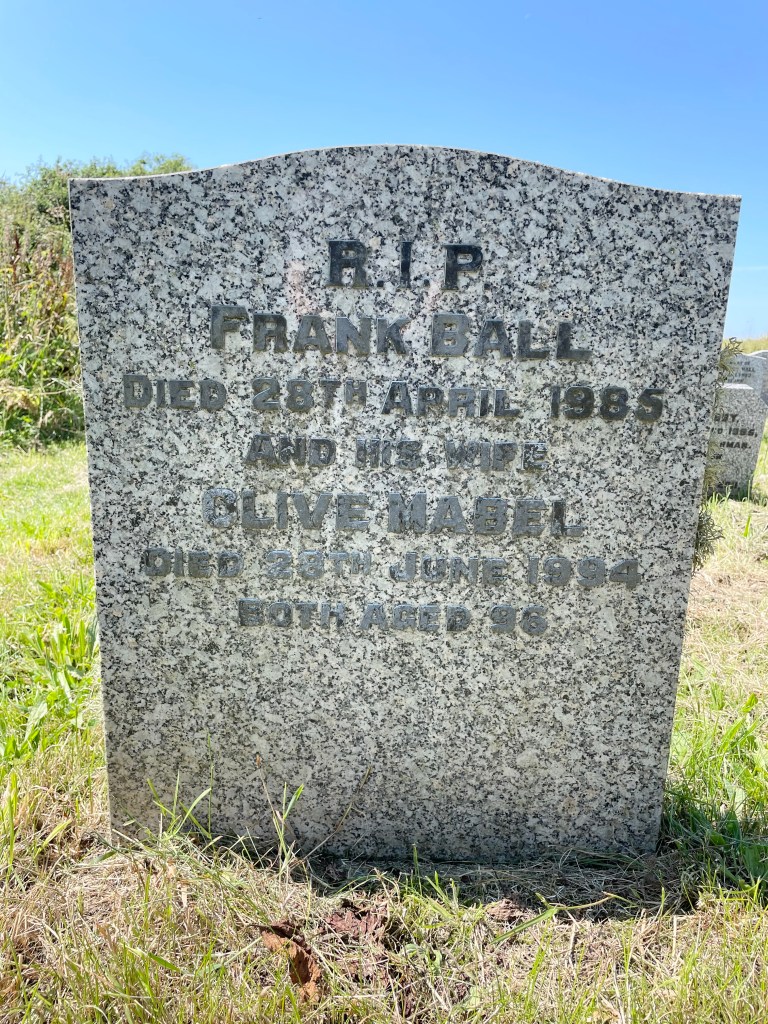 R.I.P.
FRANK BALL
DIED 28TH APRIL 1985
AND HIS WIFE
OLIVE MABEL
DIED 28TH JUNE 1994
BOTH AGED 96